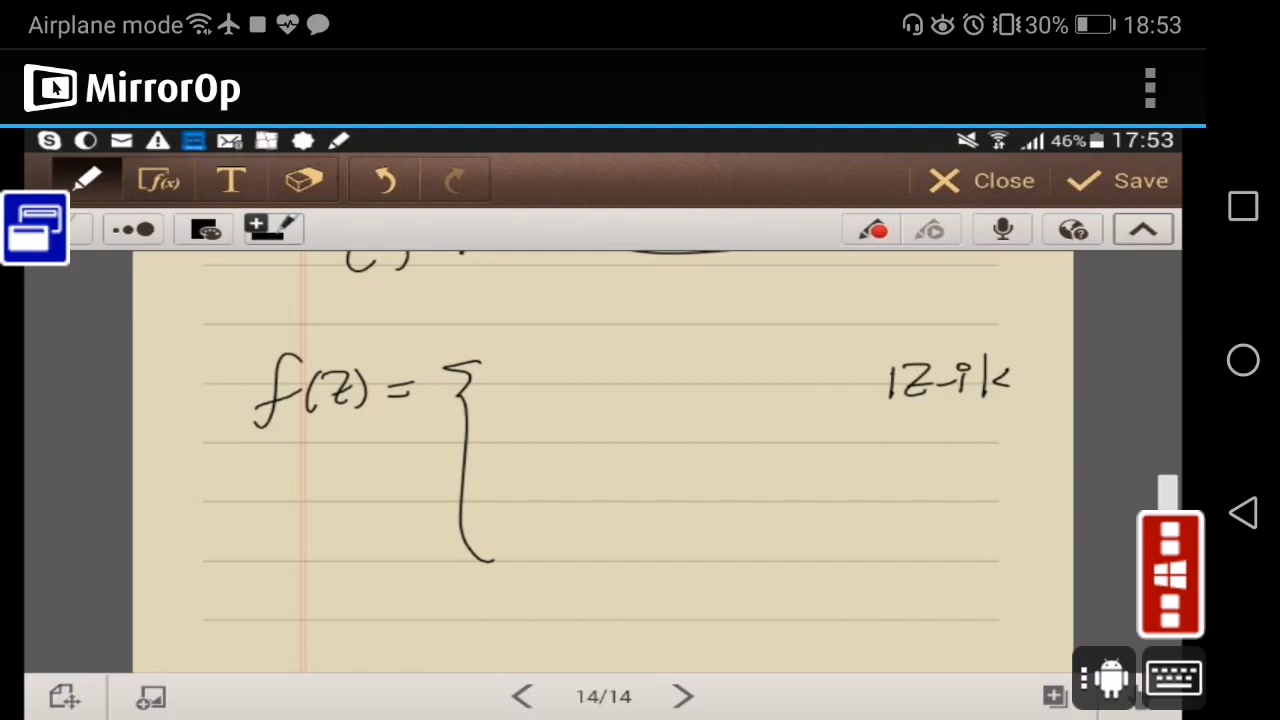 Airplane mode 30% 18:53
MirrorOp
46% 17:53
f(x) T Close Save
f(z) = { |z-i|<
14/14